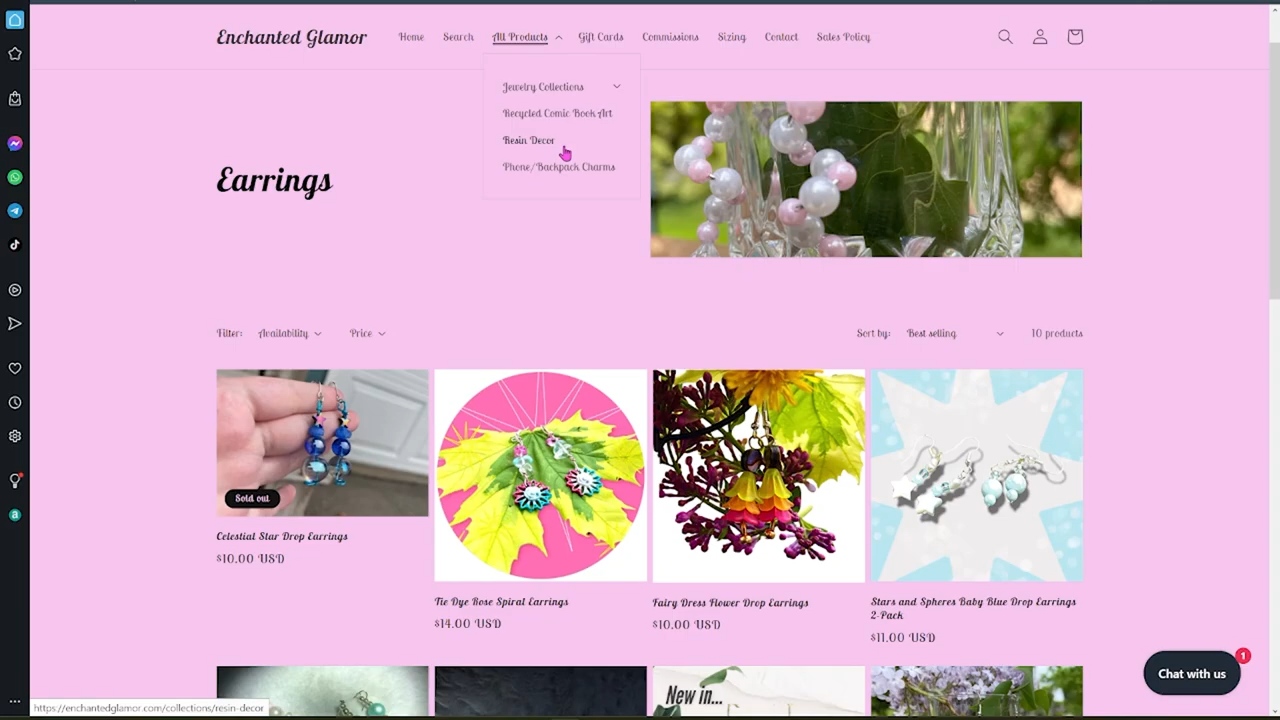 Enchanted Glamor
Home Search All Products Gift Cards Commissions Sizing Contact Sales Policy
Jewelry Collections
Recycled Comic Book Art
Resin Decor
Phone/Backpack Charms
Earrings
Filter: Availability Price
Sort by: Best selling 10 products
Sold out
Celestial Star Drop Earrings
$10.00 USD
Tie Dye Rose Spiral Earrings
$14.00 USD
Fairy Dress Flower Drop Earrings
$10.00 USD
Stars and Spheres Baby Blue Drop Earrings
2-Pack
$11.00 USD
New in...
Chat with us
1
https://enchantedglamor.com/collections/resin-decor